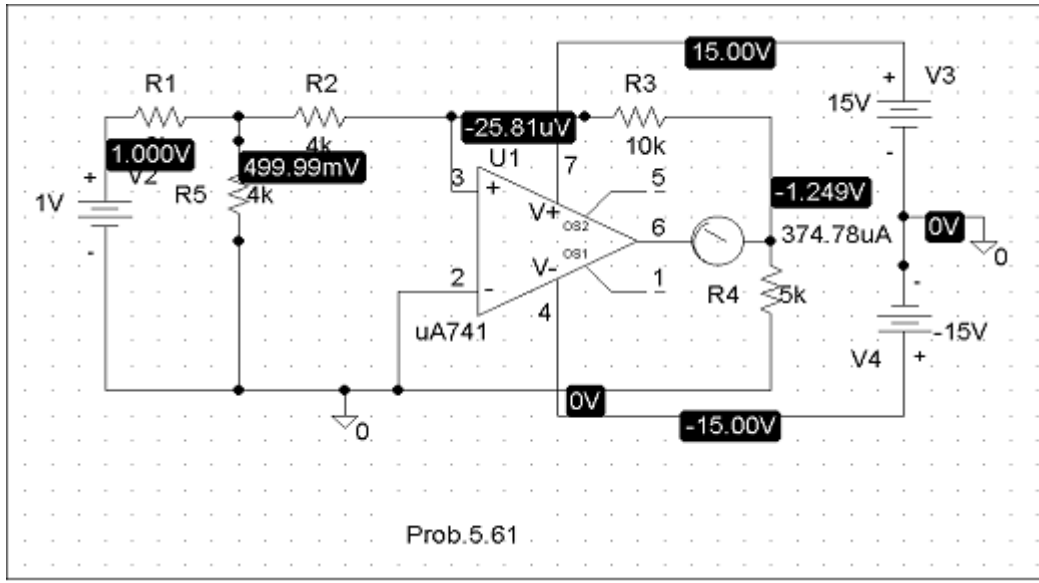 15.00V
R1
R2
R3
+
V3
15V
-25.81uV
4k
10k
1.000V
499.99mV
U1
-
V2
7
+
1V
R5
4k
3
+
5
-1.249V
V+
OS2
6
374.78uA
0V
0
-
OS1
1
2
-
V-
R4
5k
-
4
uA741
-15V
V4
+
0V
0
-15.00V
Prob.5.61